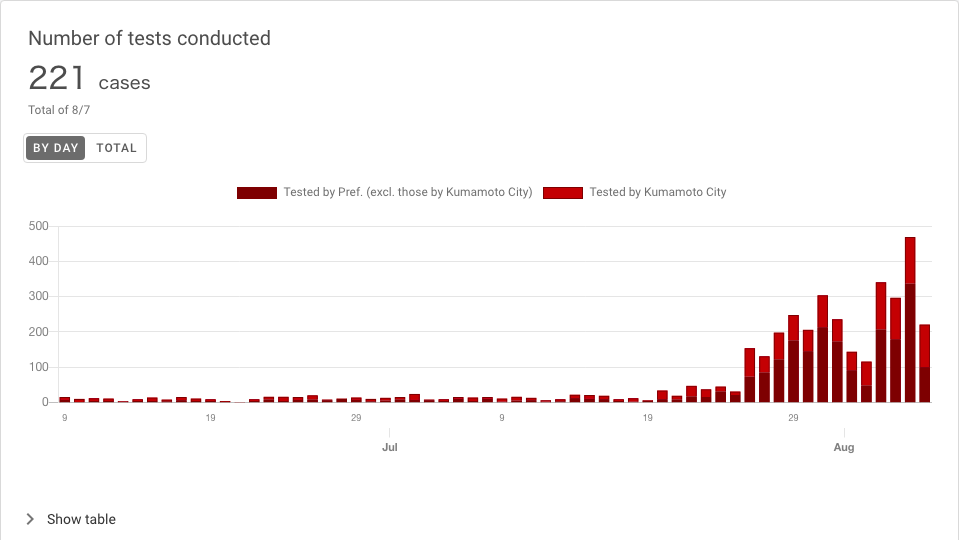 Number of tests conducted
221 cases
Total of 8/7
BY DAY TOTAL
Tested by Pref. (excl. those by Kumamoto City) Tested by Kumamoto City
500
400
300
200
100
0
9 19 29 9 19 29
Jul Aug
Show table